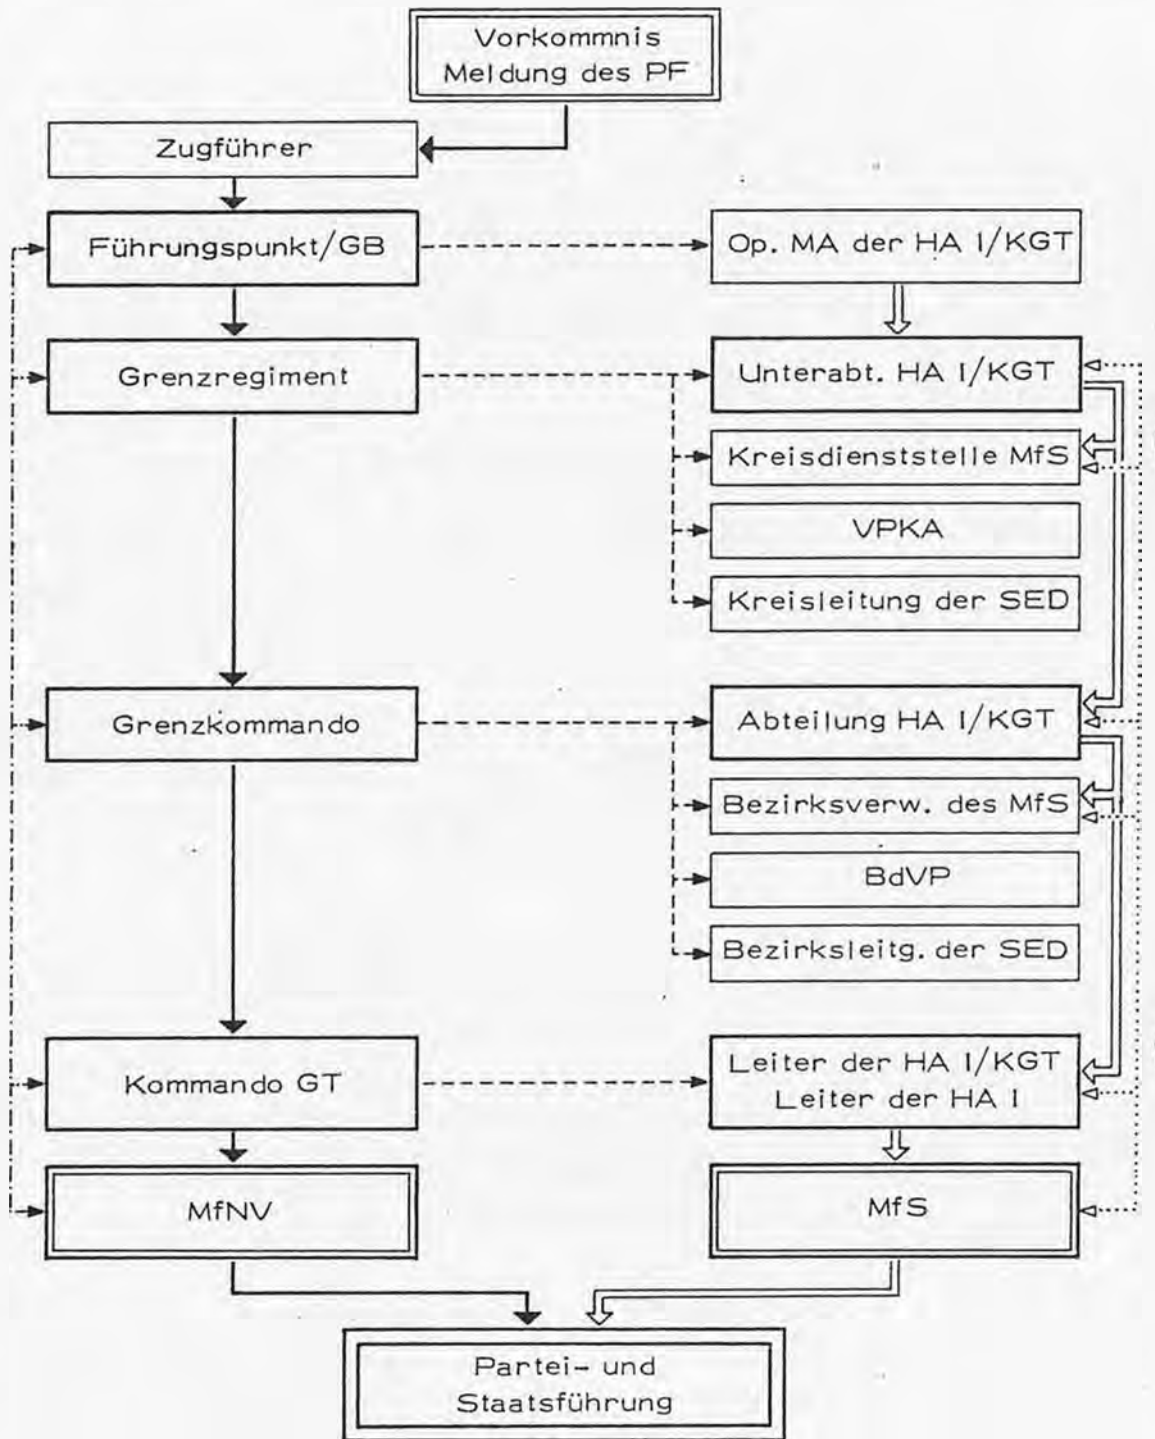 Vorkommnis
Meldung des PF
Zugführer
Führungspunkt/GB
Op. MA der HA I/KGT
Grenzregiment
Unterabt. HA I/KGT
Kreisdienststelle MfS
VPKA
Kreisleitung der SED
Grenzkommando
Abteilung HA I/KGT
Bezirksverw. des MfS
BdVP
Bezirksleitg. der SED
Kommando GT
Leiter der HA I/KGT
Leiter der HA I
MfNV
MfS
Partei- und
Staatsführung